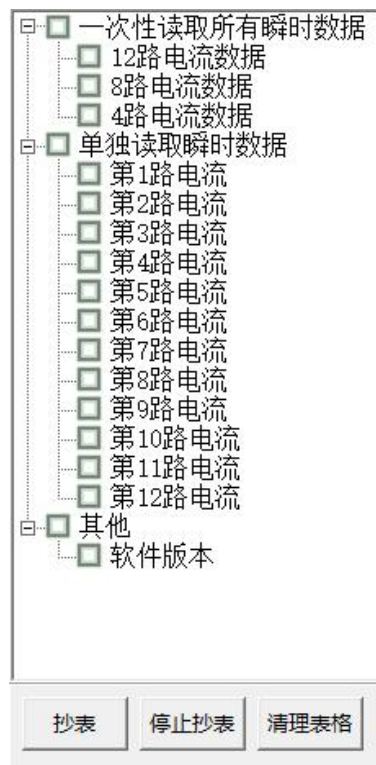 一次性读取所有瞬时数据
12路电流数据
8路电流数据
4路电流数据
单独读取瞬时数据
第1路电流
第2路电流
第3路电流
第4路电流
第5路电流
第6路电流
第7路电流
第8路电流
第9路电流
第10路电流
第11路电流
第12路电流
其他
软件版本
抄表 停止抄表 清理表格